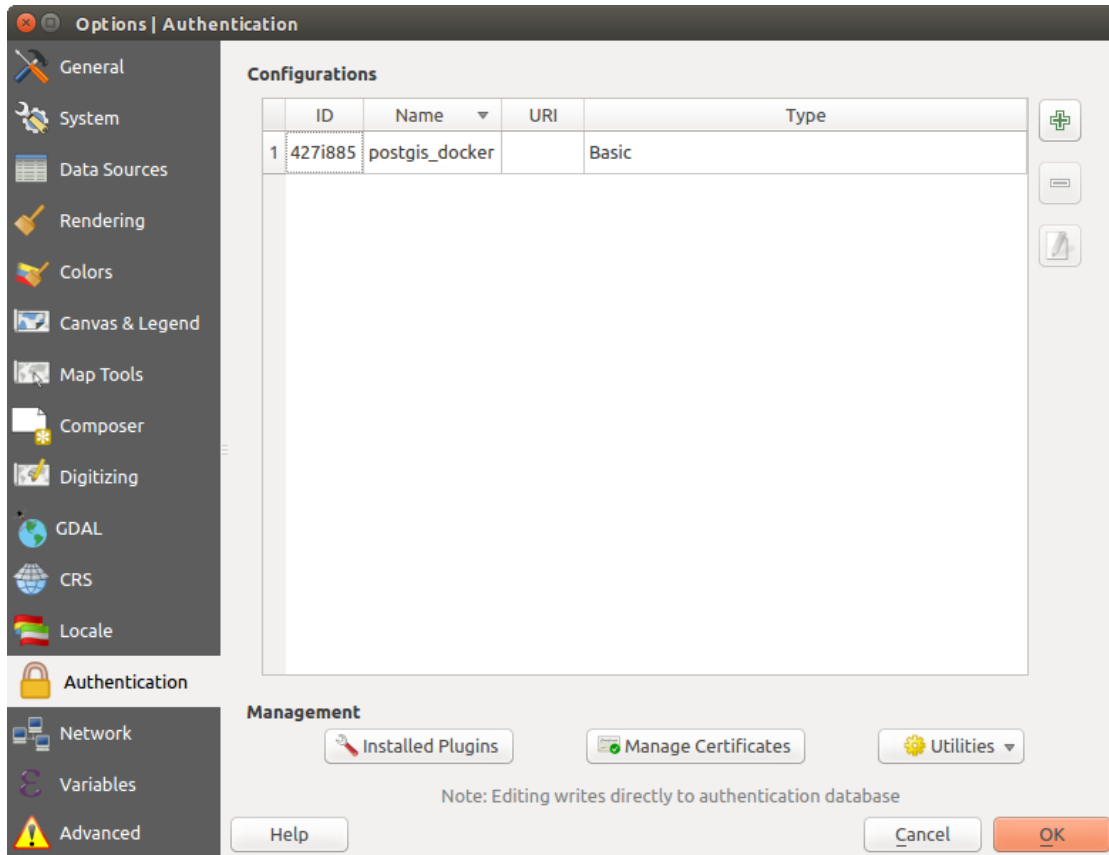 Options | Authentication
General
System
Data Sources
Rendering
Colors
Canvas & Legend
Map Tools
Composer
Digitizing
GDAL
CRS
Locale
Authentication
Network
Variables
Advanced
Configurations
ID Name URI Type
1 427i885 postgis_docker Basic
Management
Installed Plugins Manage Certificates Utilities
Note: Editing writes directly to authentication database
Help Cancel OK